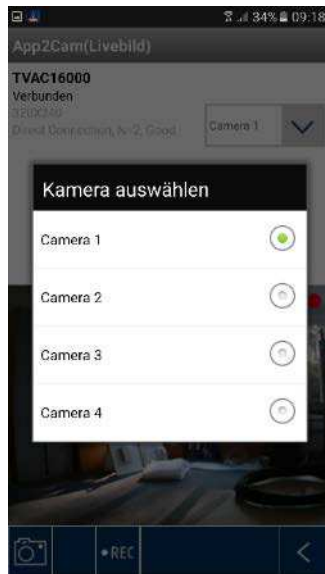 34% 09:18
App2Cam(Livebild)
TVAC16000
Verbunden
320X240
Direct Connection, N=2, Good
Camera 1
Kamera auswählen
Camera 1
Camera 2
Camera 3
Camera 4
•REC